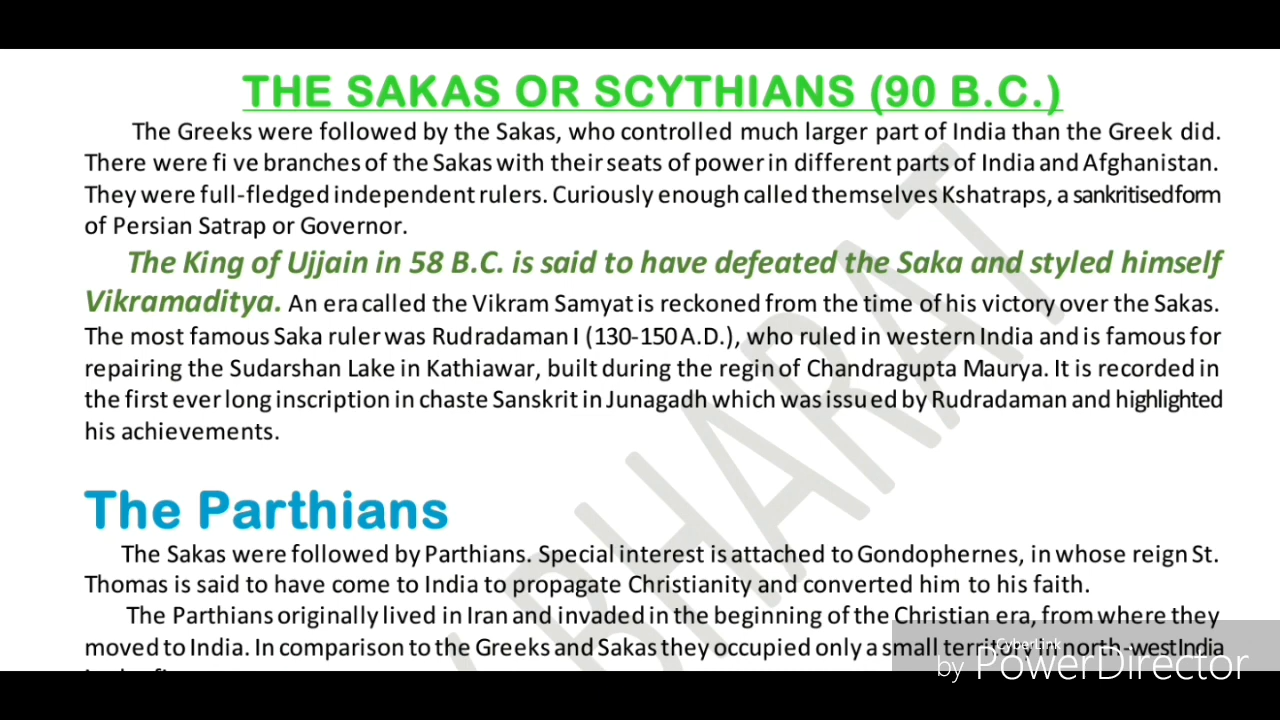 THE SAKAS OR SCYTHIANS (90 B.C.)
The Greeks were followed by the Sakas, who controlled much larger part of India than the Greek did.
There were fi ve branches of the Sakas with their seats of power in different parts of India and Afghanistan.
They were full-fledged independent rulers. Curiously enough called themselves Kshatraps, a sankritised form
of Persian Satrap or Governor.
The King of Ujjain in 58 B.C. is said to have defeated the Saka and styled himself
Vikramaditya. An era called the Vikram Samyat is reckoned from the time of his victory over the Sakas.
The most famous Saka ruler was Rudradaman I (130-150 A.D.), who ruled in western India and is famous for
repairing the Sudarshan Lake in Kathiawar, built during the regin of Chandragupta Maurya. It is recorded in
the first ever long inscription in chaste Sanskrit in Junagadh which was issued by Rudradaman and highlighted
his achievements.
The Parthians
The Sakas were followed by Parthians. Special interest is attached to Gondophernes, in whose reign St.
Thomas is said to have come to India to propagate Christianity and converted him to his faith.
The Parthians originally lived in Iran and invaded in the beginning of the Christian era, from where they
moved to India. In comparison to the Greeks and Sakas they occupied only a small territory in north-west India
BHARAT
CyberLink
by PowerDirector